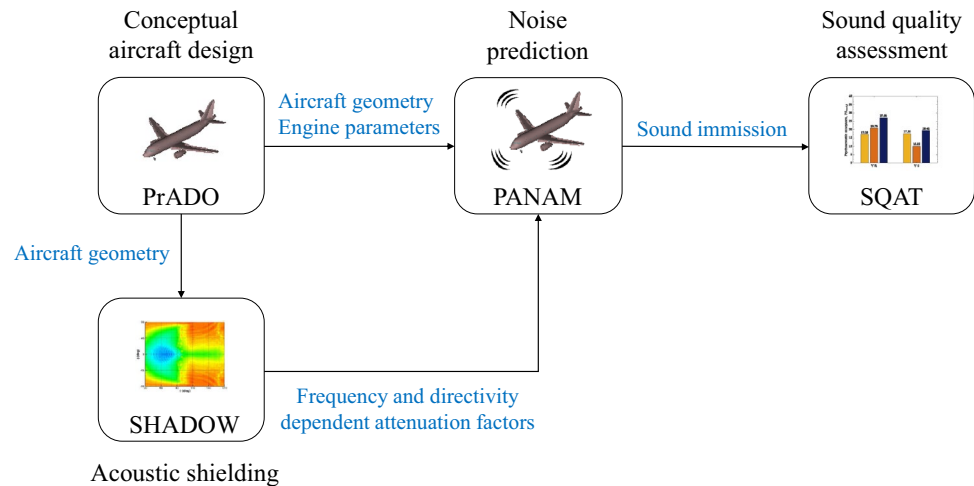 Conceptual
aircraft design
Noise
prediction
Sound quality
assessment
PrADO
Aircraft geometry
Engine parameters
PANAM
Sound immission
SQAT
Aircraft geometry
SHADOW
Frequency and directivity
dependent attenuation factors
Acoustic shielding